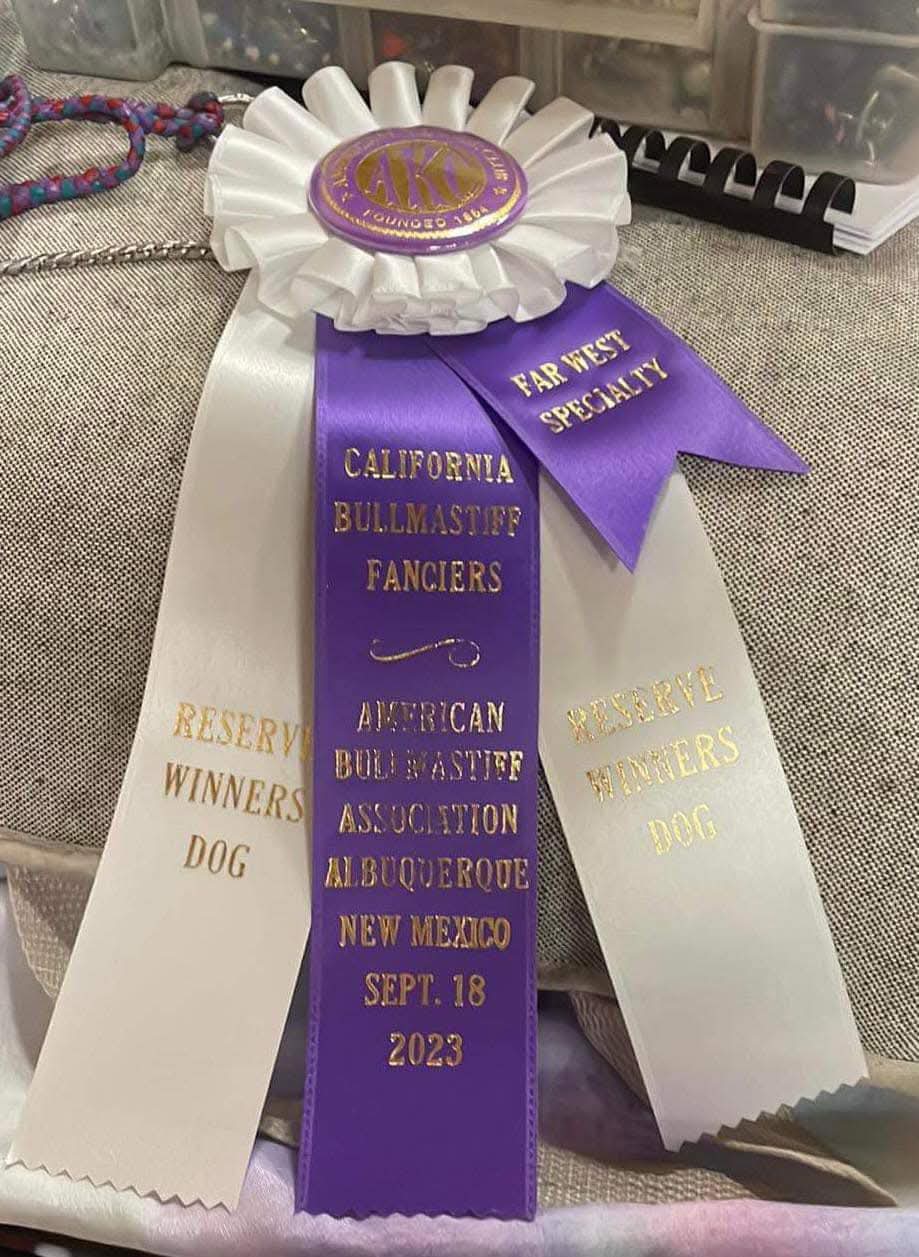 AKC
FOUNDED 1884
FAR WEST
SPECIALTY
CALIFORNIA
BULLMASTIFF
FANCIERS
AMERICAN
BULLMASTIFF
ASSOCIATION
ALBUQUERQUE
NEW MEXICO
SEPT. 18
2023
RESERVE
WINNERS
DOG
RESERVE
WINNERS
DOG